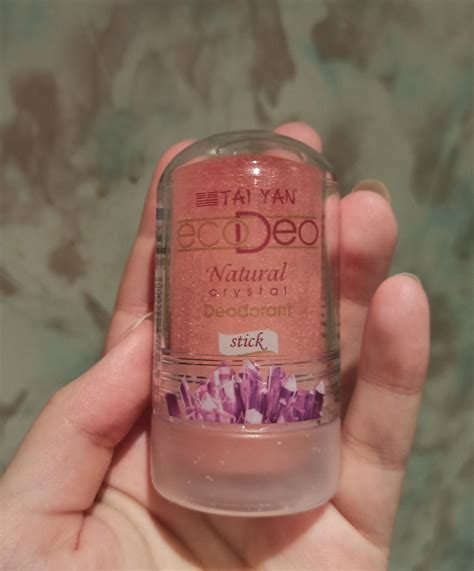 TAI YAN
ecoDeo
Natural
crystal
Deodorant
stick